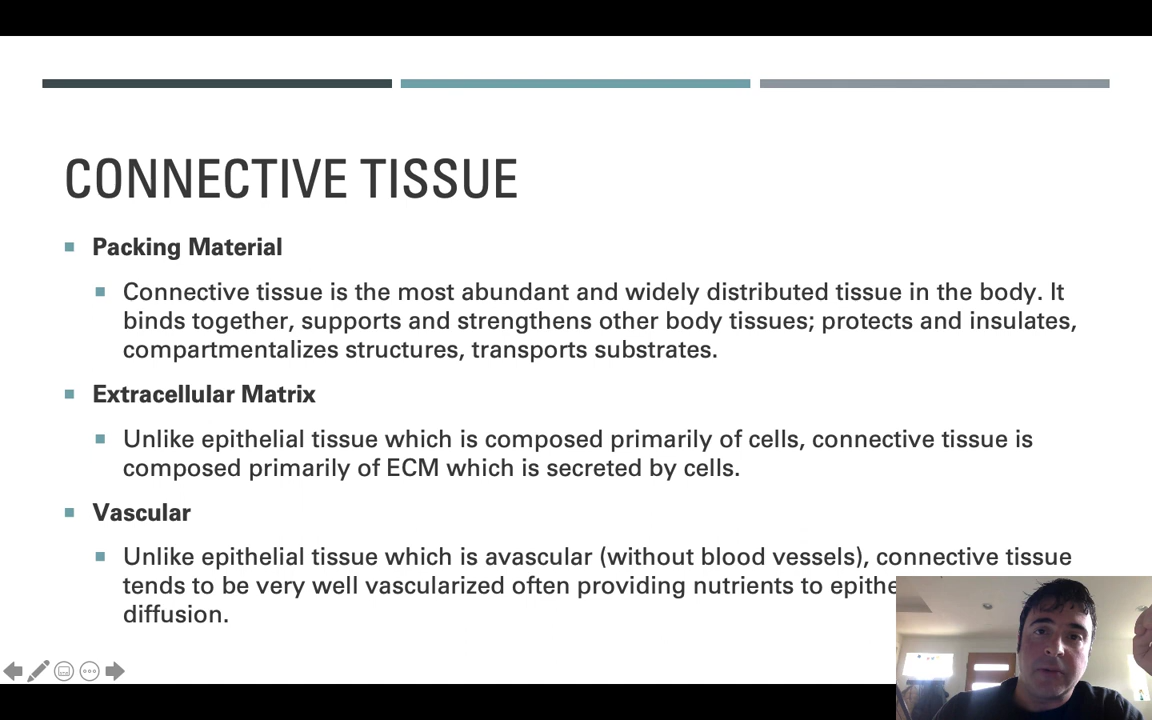 CONNECTIVE TISSUE
Packing Material
Connective tissue is the most abundant and widely distributed tissue in the body. It
binds together, supports and strengthens other body tissues; protects and insulates,
compartmentalizes structures, transports substrates.
Extracellular Matrix
Unlike epithelial tissue which is composed primarily of cells, connective tissue is
composed primarily of ECM which is secreted by cells.
Vascular
Unlike epithelial tissue which is avascular (without blood vessels), connective tissue
tends to be very well vascularized often providing nutrients to
diffusion.